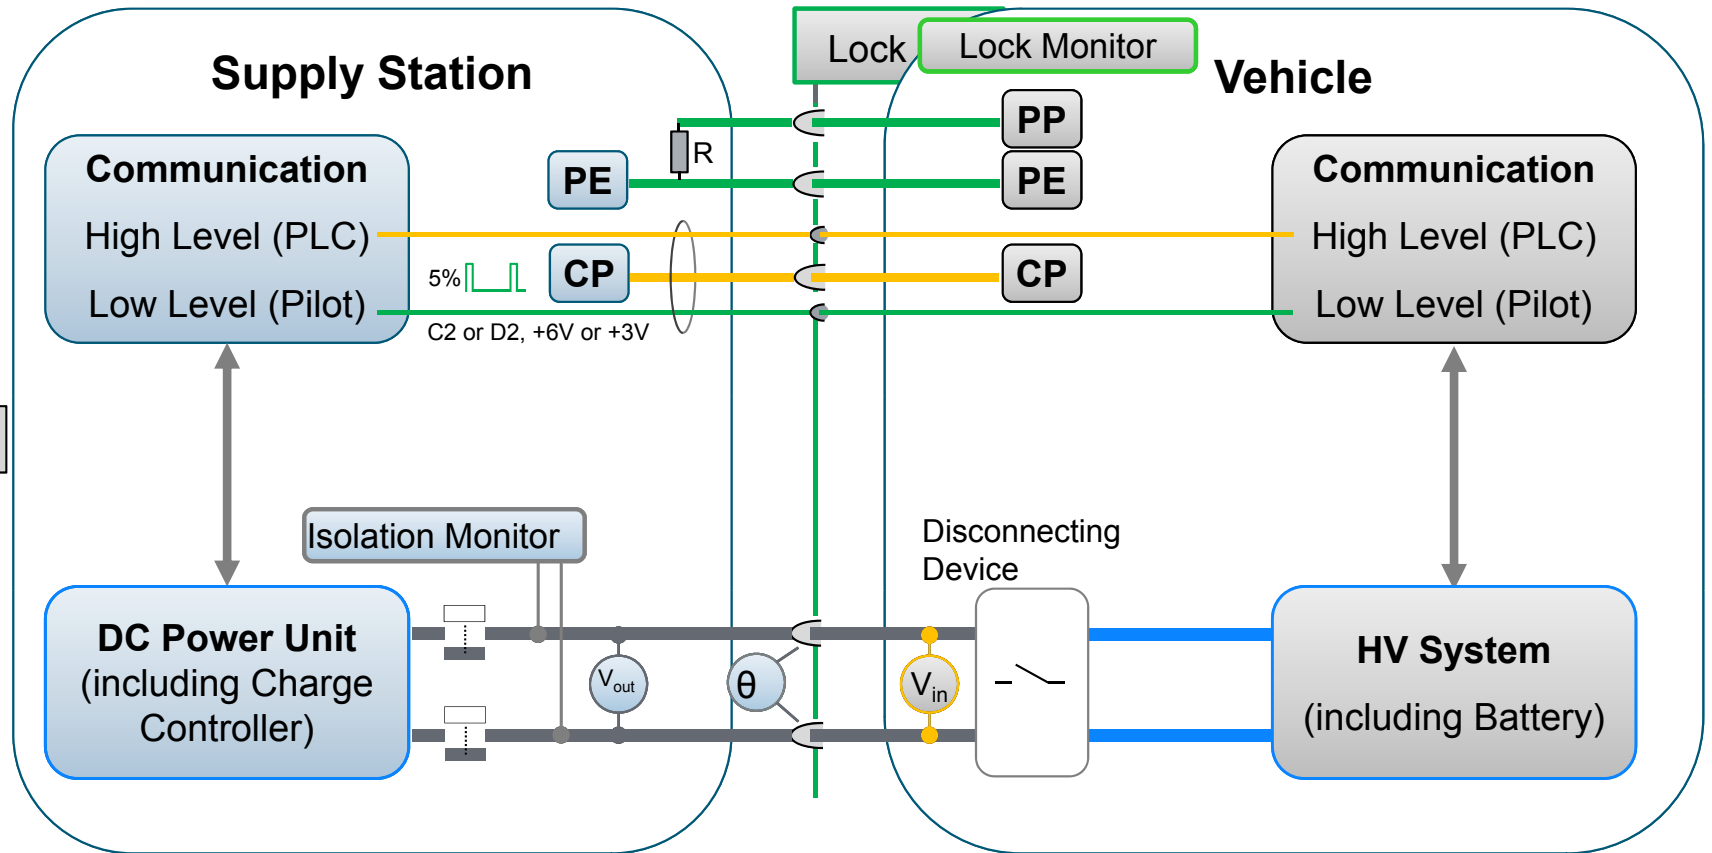 Supply Station
Lock
Lock Monitor
Vehicle
Communication
High Level (PLC)
Low Level (Pilot)
PE
R
CP
5%
C2 or D2, +6V or +3V
PP
PE
CP
Communication
High Level (PLC)
Low Level (Pilot)
Isolation Monitor
Disconnecting
Device
DC Power Unit
(including Charge
Controller)
Vout
θ
Vin
HV System
(including Battery)